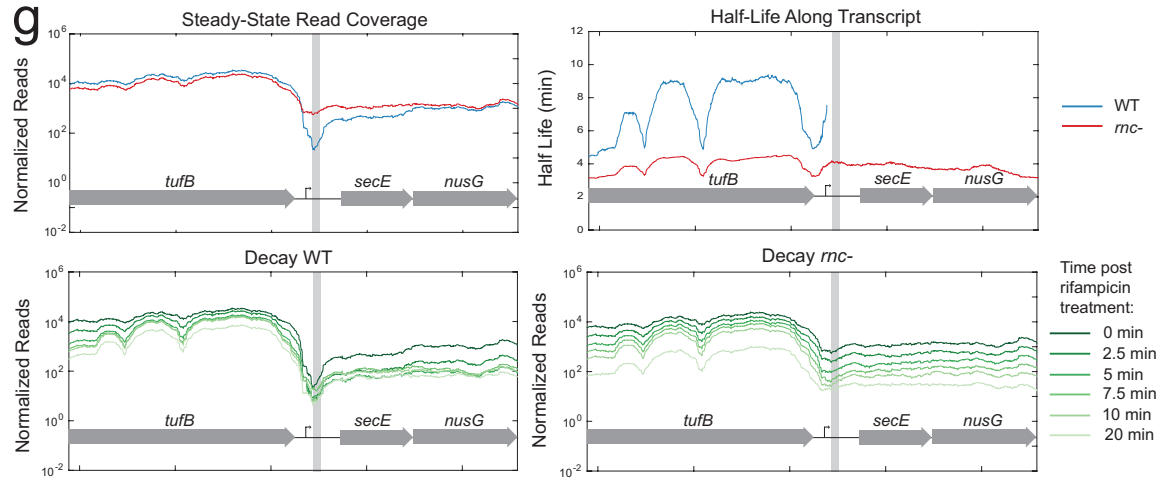 g
Steady-State Read Coverage
Normalized Reads
10^6
10^4
10^2
10^0
10^-2
tufB
secE
nusG
Half-Life Along Transcript
Half Life (min)
12
10
8
6
4
2
0
tufB
secE
nusG
WT
rnc-
Decay WT
Normalized Reads
10^6
10^4
10^2
10^0
10^-2
tufB
secE
nusG
Decay rnc-
Normalized Reads
10^6
10^4
10^2
10^0
10^-2
tufB
secE
nusG
Time post
rifampicin
treatment:
0 min
2.5 min
5 min
7.5 min
10 min
20 min